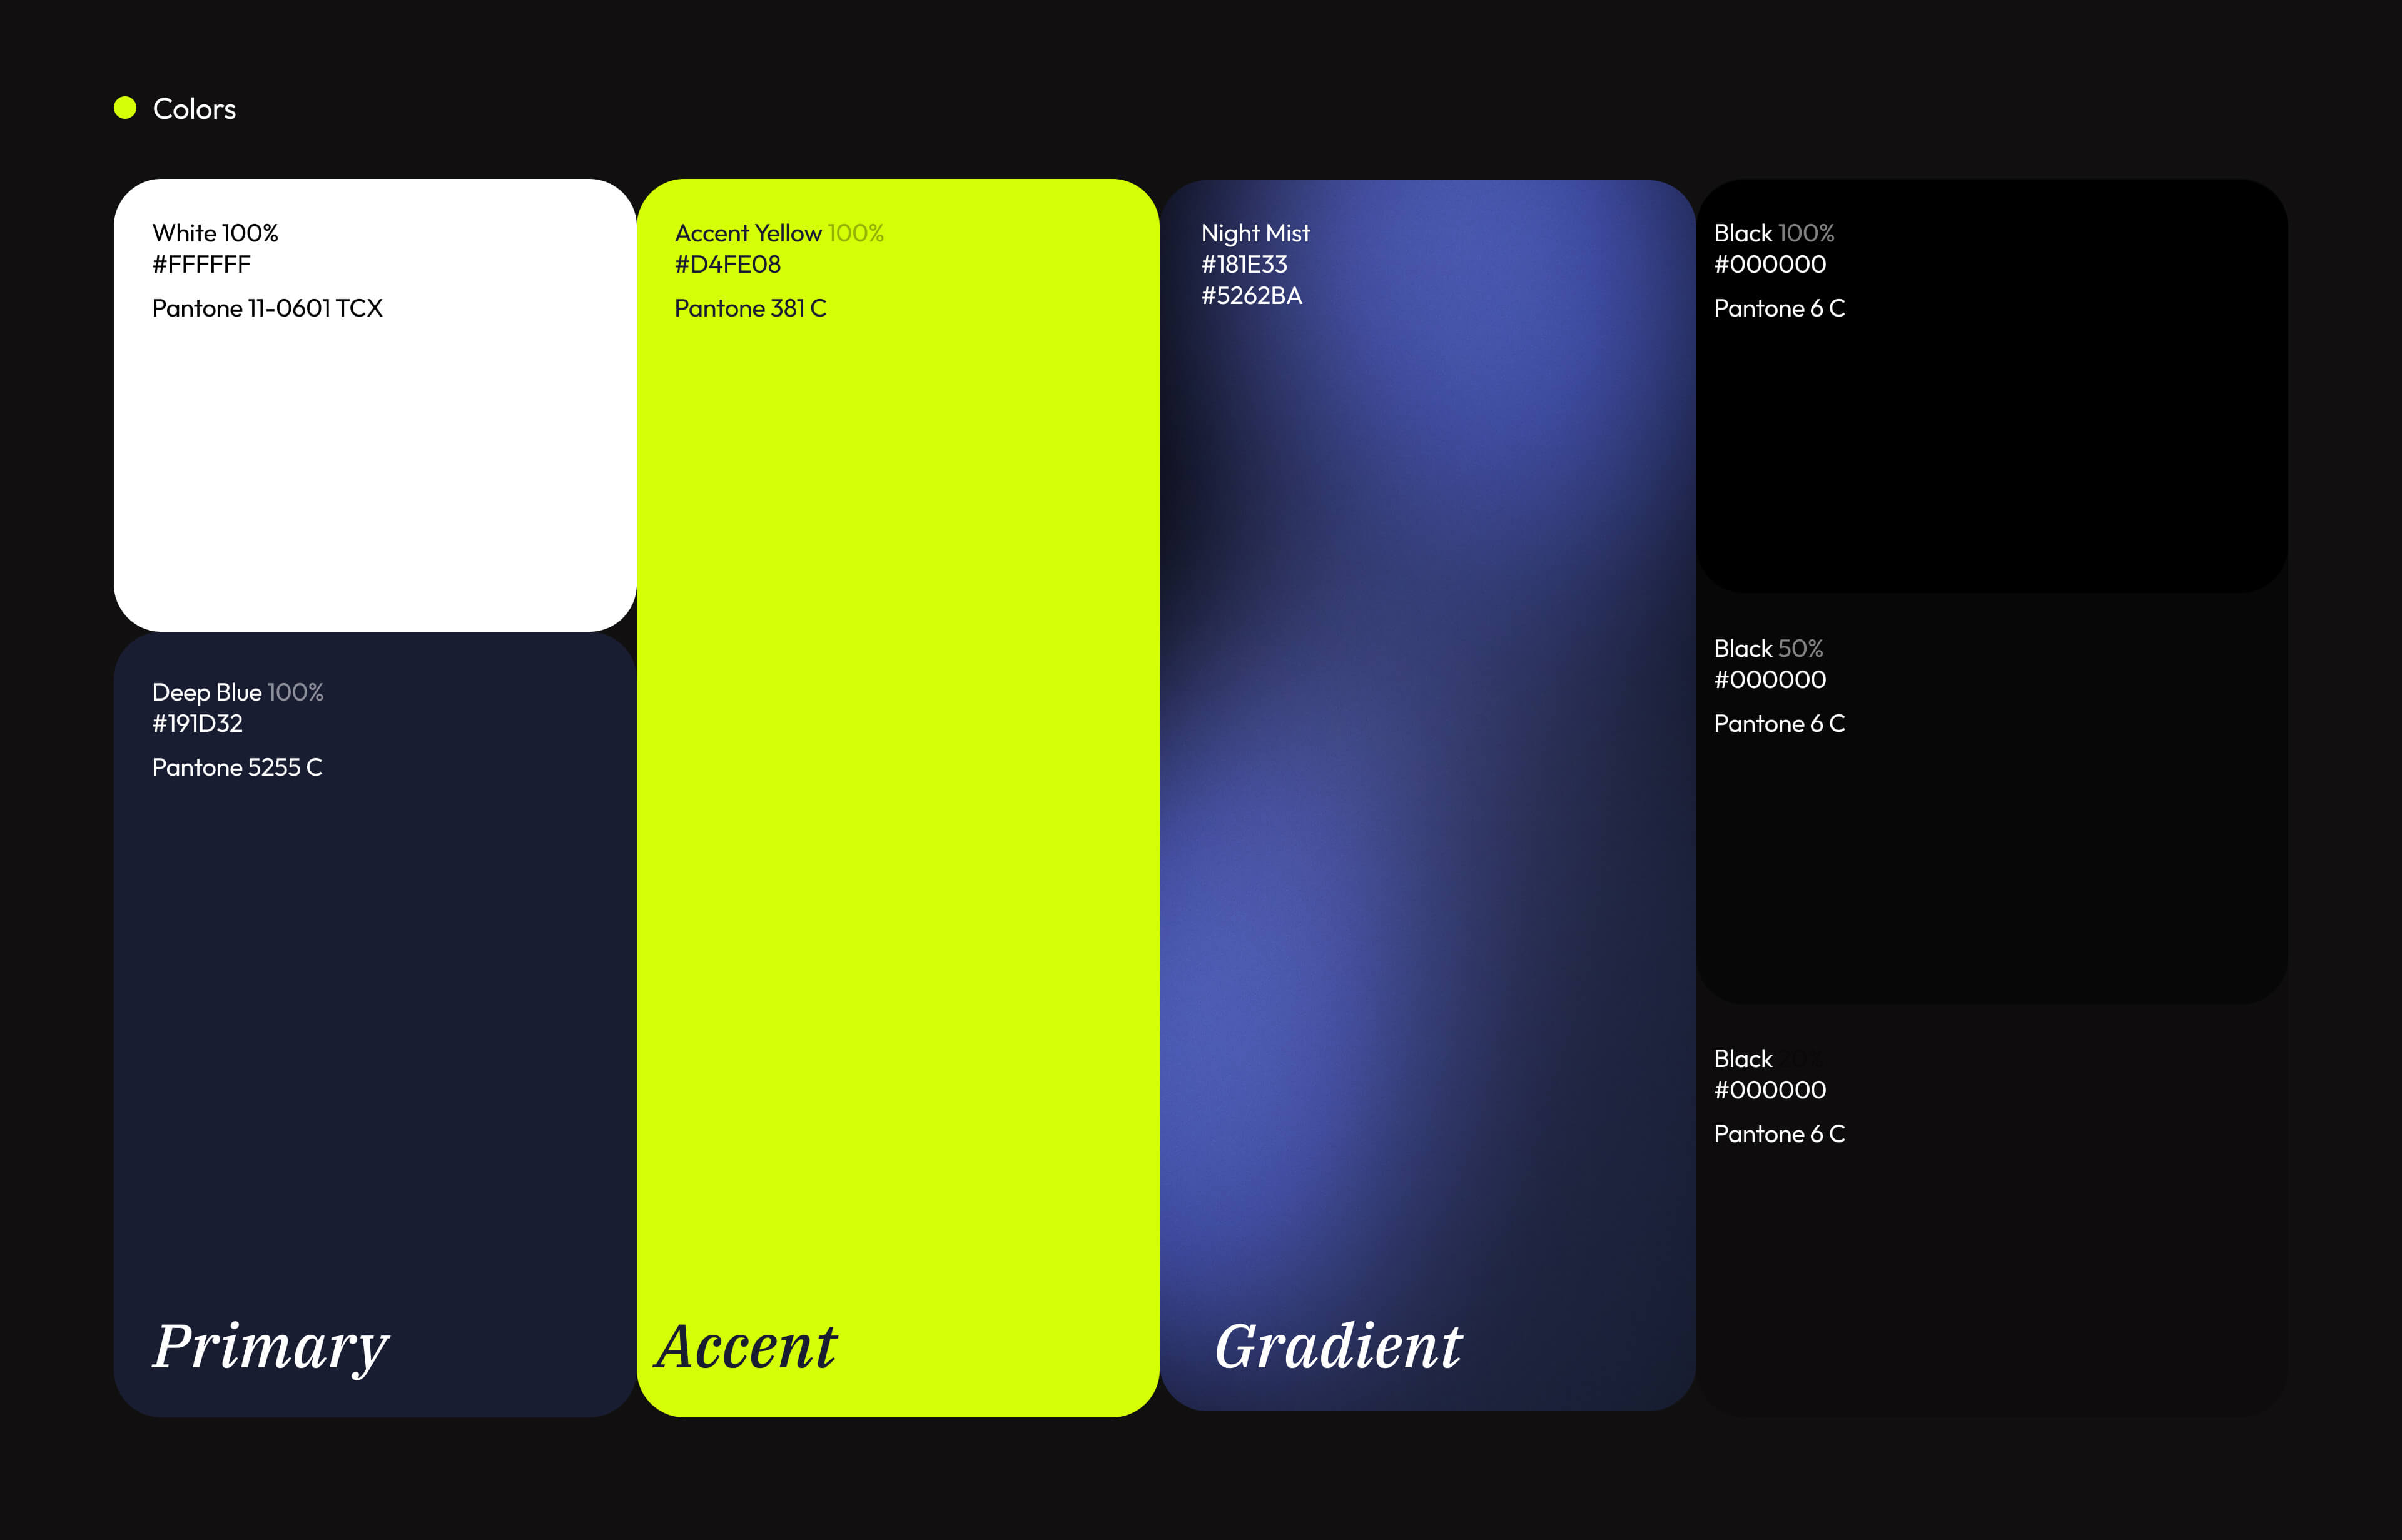 Colors
White 100%
#FFFFFF
Pantone 11-0601 TCX
Deep Blue 100%
#191D32
Pantone 5255 C
Primary
Accent Yellow 100%
#D4FE08
Pantone 381 C
Accent
Night Mist
#181E33
#5262BA
Gradient
Black 100%
#000000
Pantone 6 C
Black 50%
#000000
Pantone 6 C
Black
#000000
Pantone 6 C